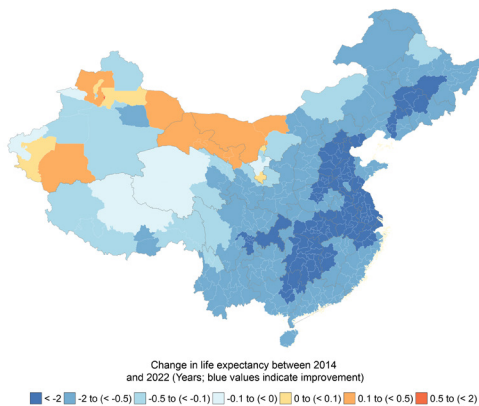 Change in life expectancy between 2014
and 2022 (Years; blue values indicate improvement)
< -2 -2 to (< -0.5) -0.5 to (< -0.1) -0.1 to (< 0) 0 to (< 0.1) 0.1 to (< 0.5) 0.5 to (< 2)